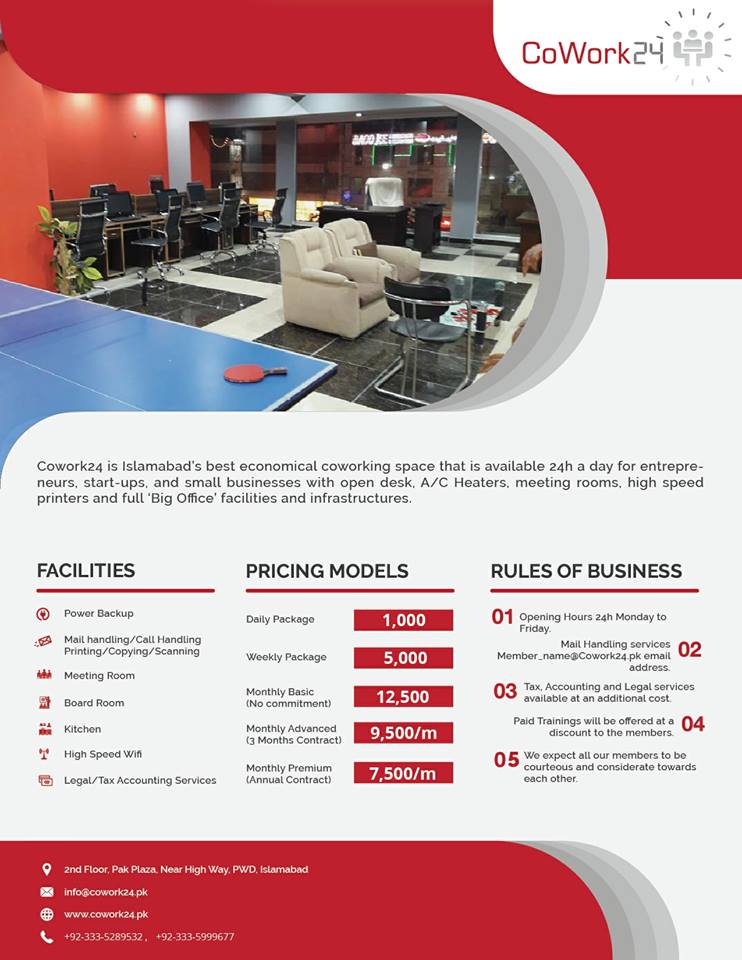 CoWork24
Cowork24 is Islamabad's best economical coworking space that is available 24h a day for entrepre-
neurs, start-ups, and small businesses with open desk, A/C Heaters, meeting rooms, high speed
printers and full ‘Big Office’ facilities and infrastructures.
FACILITIES
Power Backup
Mail handling/Call Handling
Printing/Copying/Scanning
Meeting Room
Board Room
Kitchen
High Speed Wifi
Legal/Tax Accounting Services
PRICING MODELS
Daily Package 1,000
Weekly Package 5,000
Monthly Basic
(No commitment) 12,500
Monthly Advanced
(3 Months Contract) 9,500/m
Monthly Premium
(Annual Contract) 7,500/m
RULES OF BUSINESS
01 Opening Hours 24h Monday to
Friday.
Mail Handling services 02
Member_name@Cowork24.pk email
address.
03 Tax, Accounting and Legal services
available at an additional cost.
Paid Trainings will be offered at a 04
discount to the members.
05 We expect all our members to be
courteous and considerate towards
each other.
2nd Floor, Pak Plaza, Near High Way, PWD, Islamabad
info@cowork24.pk
www.cowork24.pk
+92-333-5289532 , +92-333-5999677